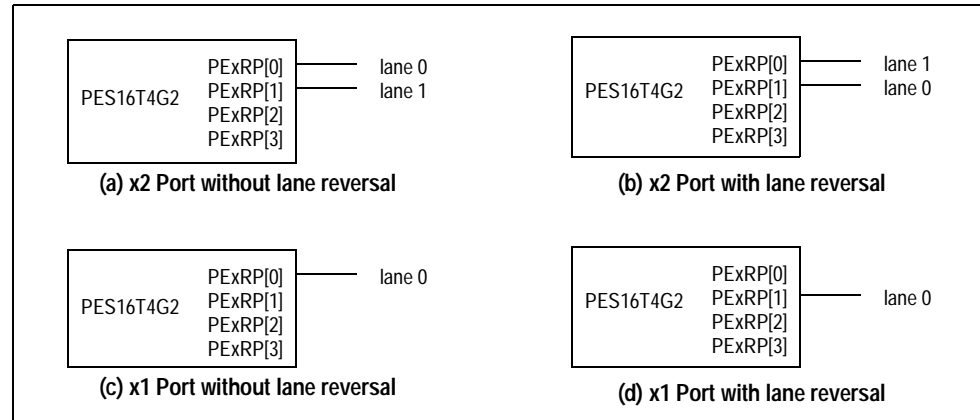 PES16T4G2
PExRP[0] lane 0
PExRP[1] lane 1
PExRP[2]
PExRP[3]
(a) x2 Port without lane reversal
PES16T4G2
PExRP[0] lane 1
PExRP[1] lane 0
PExRP[2]
PExRP[3]
(b) x2 Port with lane reversal
PES16T4G2
PExRP[0] lane 0
PExRP[1]
PExRP[2]
PExRP[3]
(c) x1 Port without lane reversal
PES16T4G2
PExRP[0]
PExRP[1] lane 0
PExRP[2]
PExRP[3]
(d) x1 Port with lane reversal